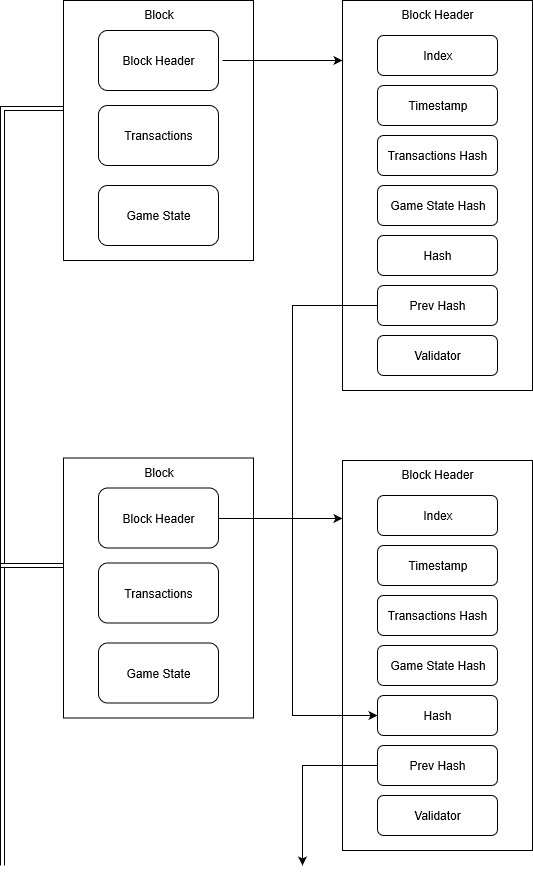 Block
Block Header
Transactions
Game State
Block Header
Index
Timestamp
Transactions Hash
Game State Hash
Hash
Prev Hash
Validator
Block
Block Header
Transactions
Game State
Block Header
Index
Timestamp
Transactions Hash
Game State Hash
Hash
Prev Hash
Validator